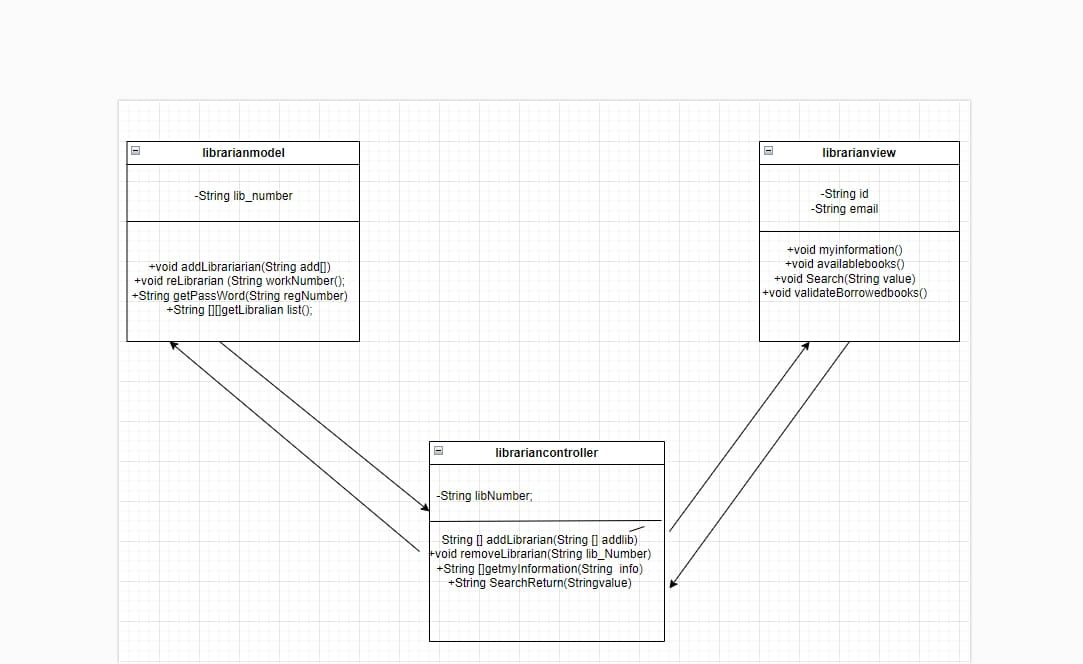 librarianmodel
-String lib_number
+void addLibrariarian(String add[])
+void reLibrarian (String workNumber();
+String getPassWord(String regNumber)
+String [][]getLibralian list();
librarianview
-String id
-String email
+void myinformation()
+void availablebooks()
+void Search(String value)
+void validateBorrowedbooks()
librariancontroller
-String libNumber;
String [] addLibrarian(String [] addlib)
+void removeLibrarian(String lib_Number)
+String []getmyInformation(String  info)
+String SearchReturn(Stringvalue)